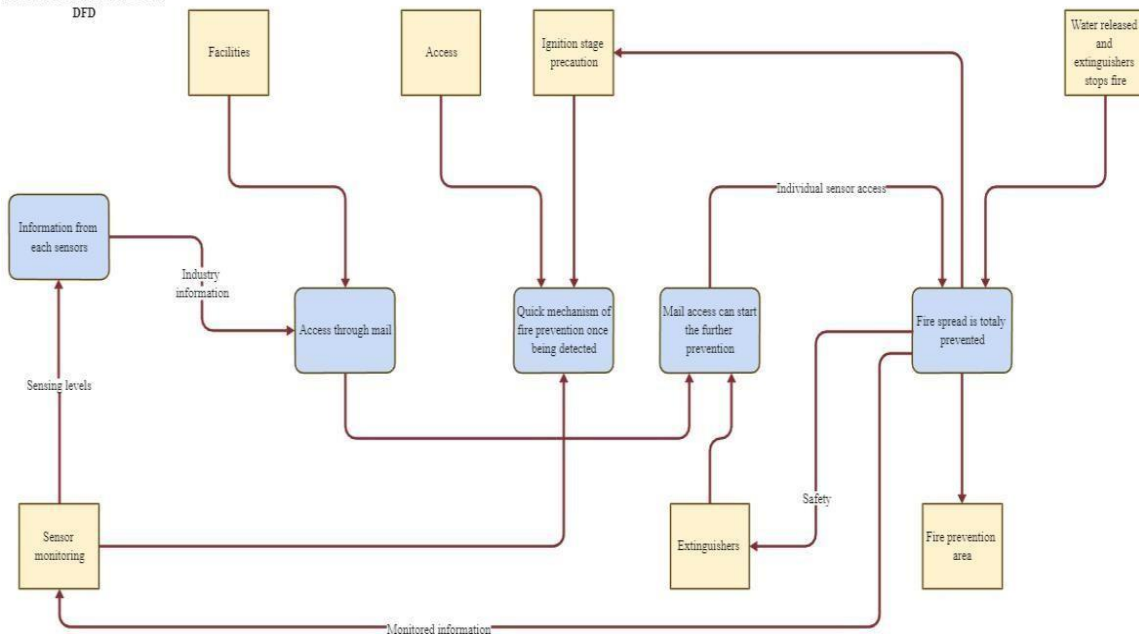 DFD
Facilities
Access
Ignition stage
precaution
Water released
and
extinguishers
stops fire
Individual sensor access
Information from
each sensors
Industry
information
Access through mail
Quick mechanism of
fire prevention once
being detected
Mail access can start
the further
prevention
Fire spread is totaly
prevented
Sensing levels
Safety
Sensor
monitoring
Extinguishers
Fire prevention
area
Monitored information